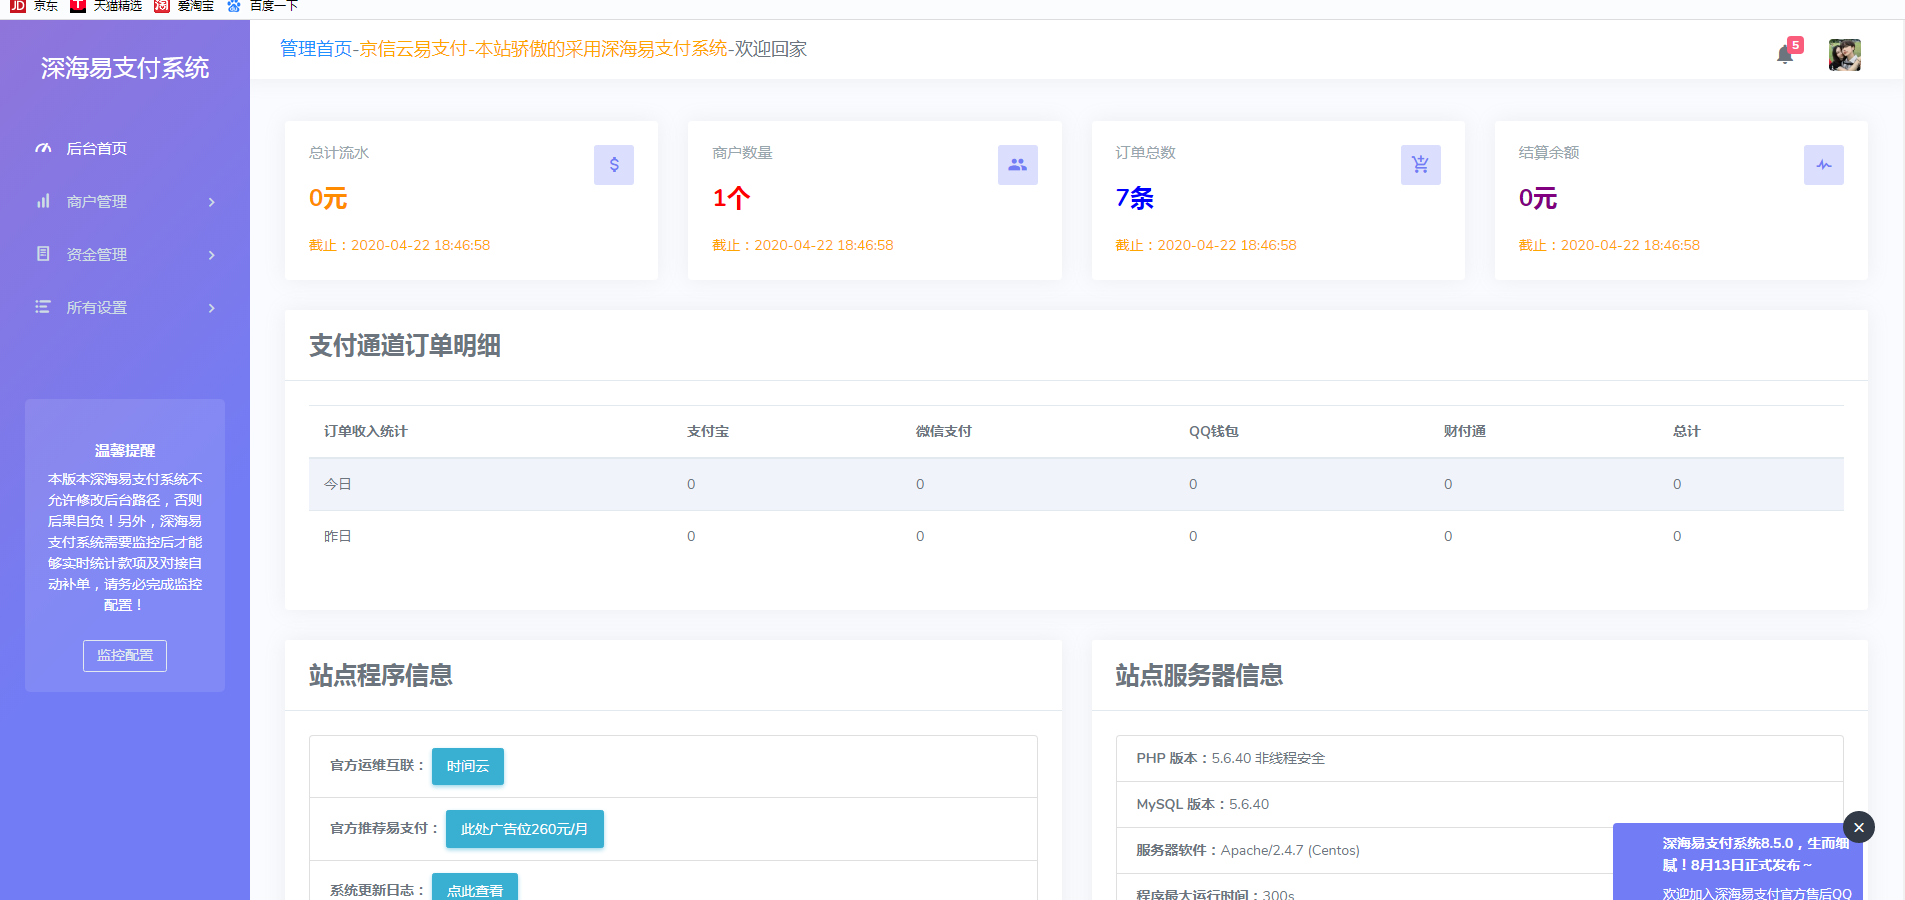 JD 京东 T 天猫精选 淘 爱淘宝 百度一下
深海易支付系统
管理首页-京信云易支付-本站骄傲的采用深海易支付系统-欢迎回家
5
后台首页
商户管理
资金管理
所有设置
温馨提醒
本版本深海易支付系统不
允许修改后台路径，否则
后果自负！另外，深海易
支付系统需要监控后才能
够实时统计款项及对接自
动补单，请务必完成监控
配置！
监控配置
总计流水
0元
截止：2020-04-22 18:46:58
商户数量
1个
截止：2020-04-22 18:46:58
订单总数
7条
截止：2020-04-22 18:46:58
结算余额
0元
截止：2020-04-22 18:46:58
支付通道订单明细
订单收入统计 支付宝 微信支付 QQ钱包 财付通 总计
今日 0 0 0 0 0
昨日 0 0 0 0 0
站点程序信息
官方运维互联： 时间云
官方推荐易支付： 此处广告位260元/月
系统更新日志： 点此查看
站点服务器信息
PHP 版本：5.6.40 非线程安全
MySQL 版本：5.6.40
服务器软件：Apache/2.4.7 (Centos)
程序最大运行时间：300s
深海易支付系统8.5.0，生而细
腻！8月13日正式发布～
欢迎加入深海易支付官方售后QQ